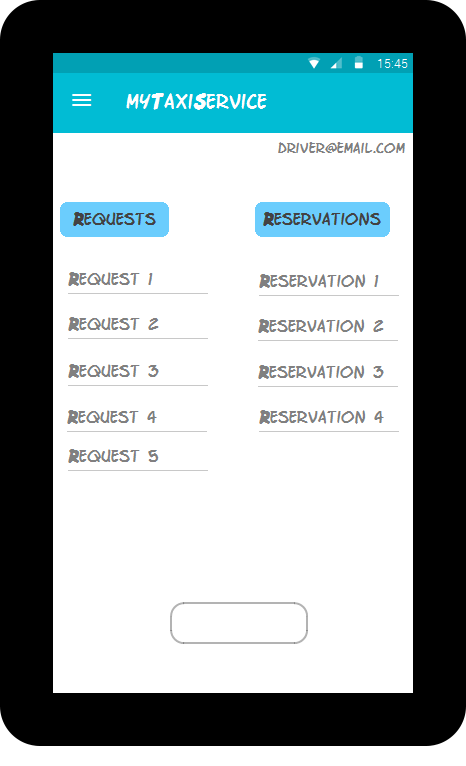 15:45
myTaxiService
driver@email.com
Requests
Reservations
Request 1
Reservation 1
Request 2
Reservation 2
Request 3
Reservation 3
Request 4
Reservation 4
Request 5